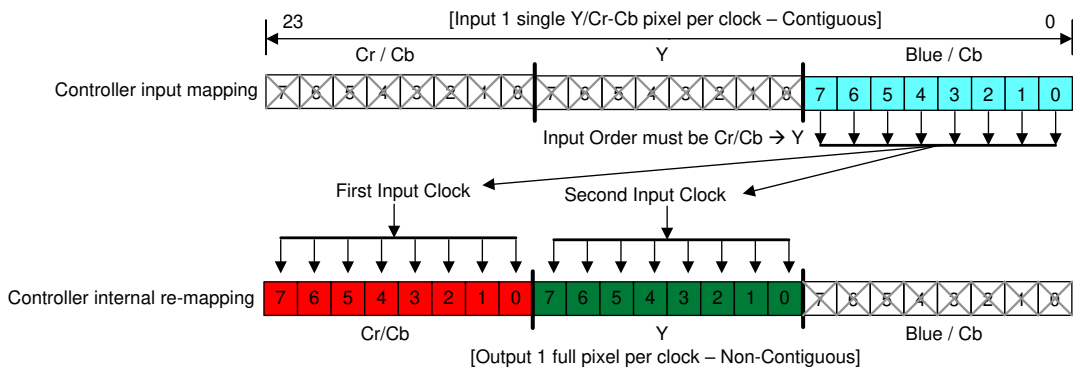 [Input 1 single Y/Cr-Cb pixel per clock – Contiguous]
23 0
Cr / Cb Y Blue / Cb
Controller input mapping 7 6 5 4 3 2 1 0 7 6 5 4 3 2 1 0 7 6 5 4 3 2 1 0
Input Order must be Cr/Cb → Y
First Input Clock Second Input Clock
Controller internal re-mapping 7 6 5 4 3 2 1 0 7 6 5 4 3 2 1 0 7 6 5 4 3 2 1 0
Cr/Cb Y Blue / Cb
[Output 1 full pixel per clock – Non-Contiguous]